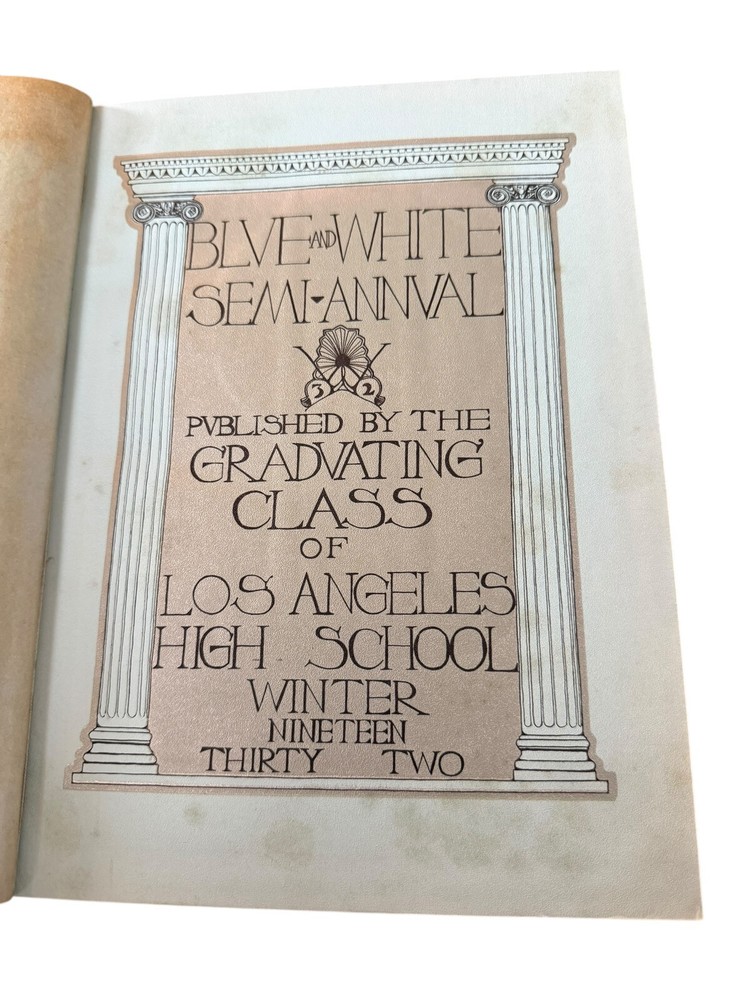 BLVE AND WHITE
SEMI-ANNVAL
32
PVBLISHED BY THE
GRADVATING
CLASS
OF
LOS ANGELES
HIGH SCHOOL
WINTER
NINETEEN
THIRTY TWO